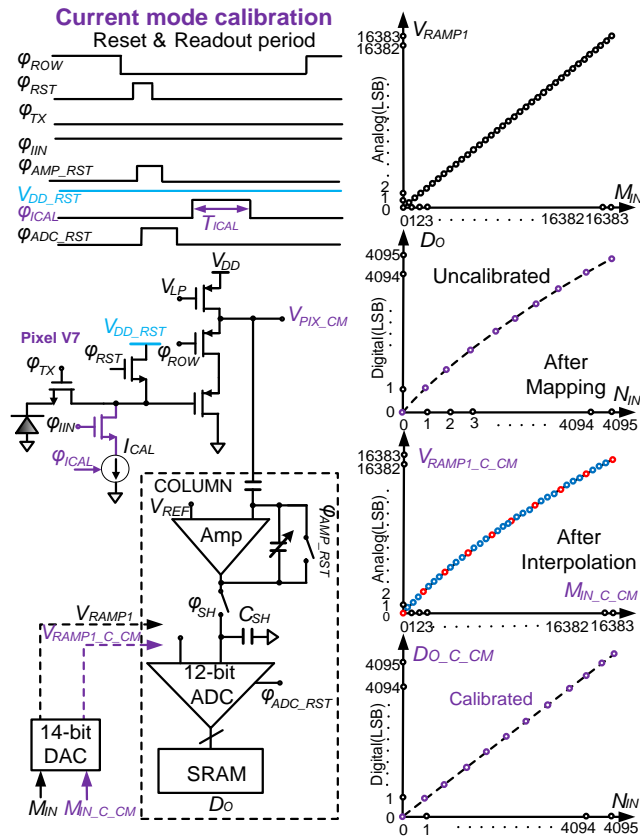 Current mode calibration
Reset & Readout period
φROW
φRST
φTX
φIIN
φAMP_RST
VDD_RST
φICAL
TICAL
φADC_RST
VDD
VLP
VPIX_CM
Pixel V7
VDD_RST
φTX
φRST
φROW
φIIN
ICAL
φICAL
COLUMN
VREF
Amp
φAMP_RST
φSH
CSH
VRAMP1
VRAMP1_C_CM
12-bit
ADC
φADC_RST
14-bit
DAC
SRAM
MIN
MIN_C_CM
DO
VRAMP1
16383
16382
Analog(LSB)
2
1
0
MIN
0123 . . . . . . . . 16382 16383
DO
4095
4094
Uncalibrated
Digital(LSB)
After
Mapping
1
0
NIN
0 1 2 3 . . . . . . 4094 4095
VRAMP1_C_CM
16383
16382
Analog(LSB)
After
Interpolation
2
1
0
MIN_C_CM
0123 . . . . . . . . 16382 16383
DO_C_CM
4095
4094
Calibrated
Digital(LSB)
1
0
NIN
0 1 . . . . . . . . 4094 4095